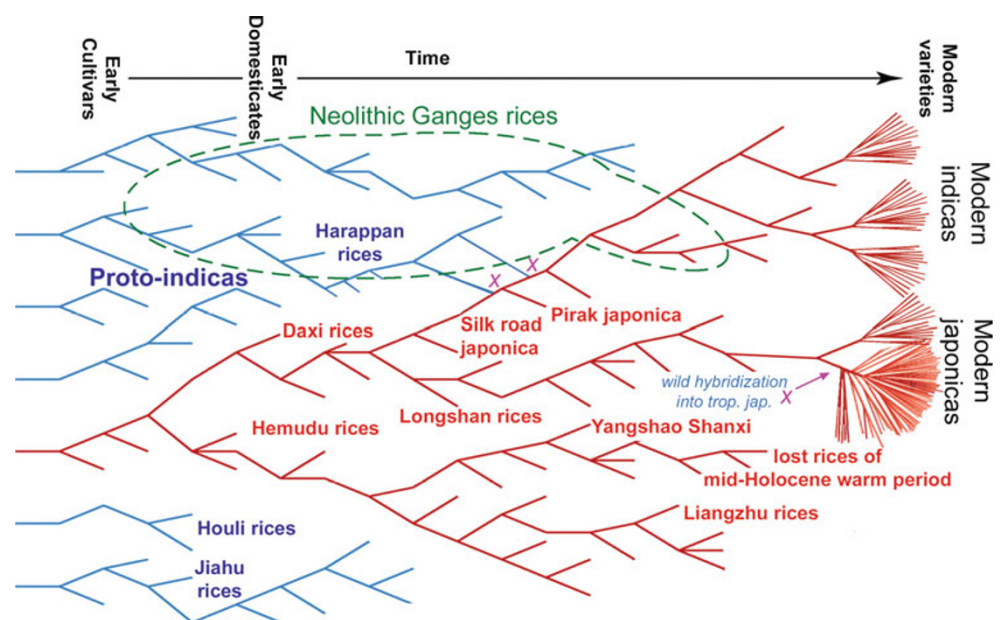 Early
Cultivars
Early
Domesticates
Time
Modern
varieties
Neolithic Ganges rices
Modern
indicas
Harappan
rices
Proto-indicas
X
X
Daxi rices
Silk road
japonica
Pirak japonica
Modern
japonicas
wild hybridization
into trop. jap.
X
Longshan rices
Hemudu rices
Yangshao Shanxi
lost rices of
mid-Holocene warm period
Liangzhu rices
Houli rices
Jiahu
rices